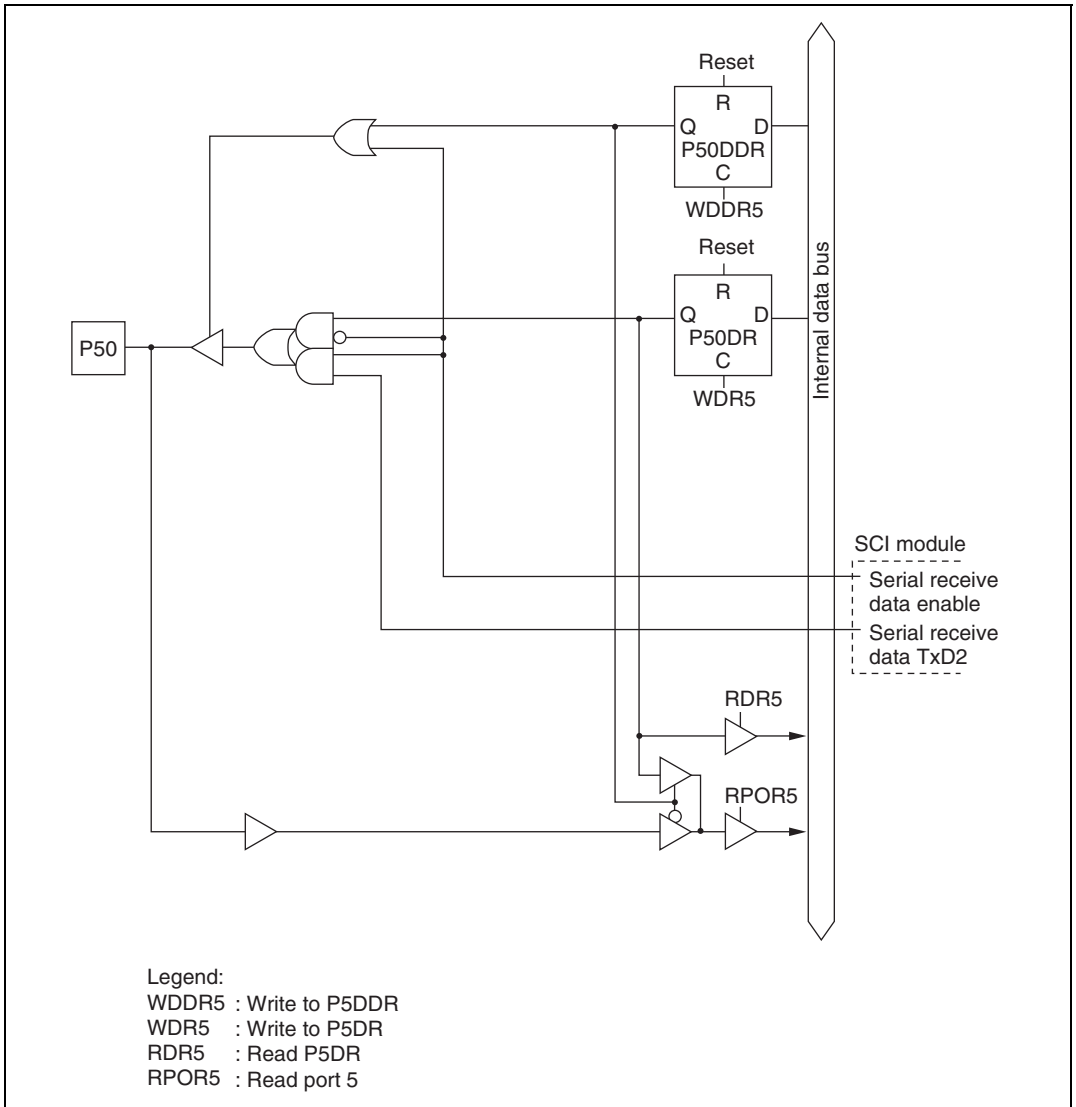 Reset
R
Q D
P50DDR
C
WDDR5
Reset
R
Q D
P50DR
C
WDR5
P50
Internal data bus
SCI module
Serial receive
data enable
Serial receive
data TxD2
RDR5
RPOR5
Legend:
WDDR5 : Write to P5DDR
WDR5 : Write to P5DR
RDR5 : Read P5DR
RPOR5 : Read port 5